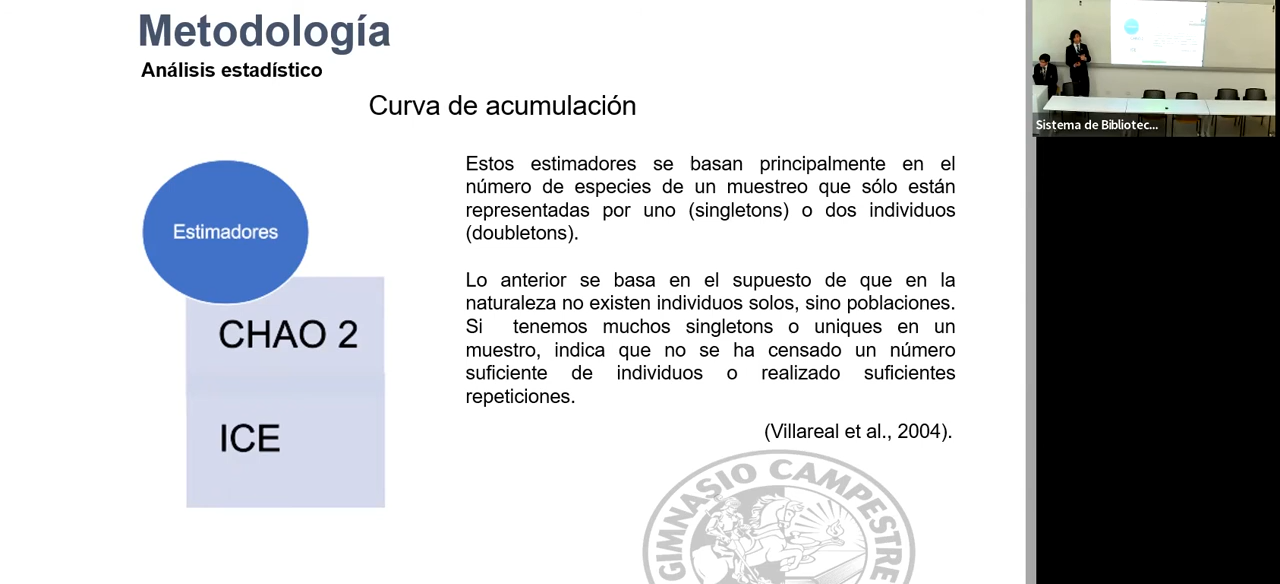 Metodología
Análisis estadístico
Curva de acumulación
Estimadores
CHAO 2
ICE
Estos estimadores se basan principalmente en el
número de especies de un muestreo que sólo están
representadas por uno (singletons) o dos individuos
(doubletons).
Lo anterior se basa en el supuesto de que en la
naturaleza no existen individuos solos, sino poblaciones.
Si tenemos muchos singletons o uniques en un
muestro, indica que no se ha censado un número
suficiente de individuos o realizado suficientes
repeticiones.
(Villareal et al., 2004).
GIMNASIO CAMPESTRE
Sistema de Bibliotec...